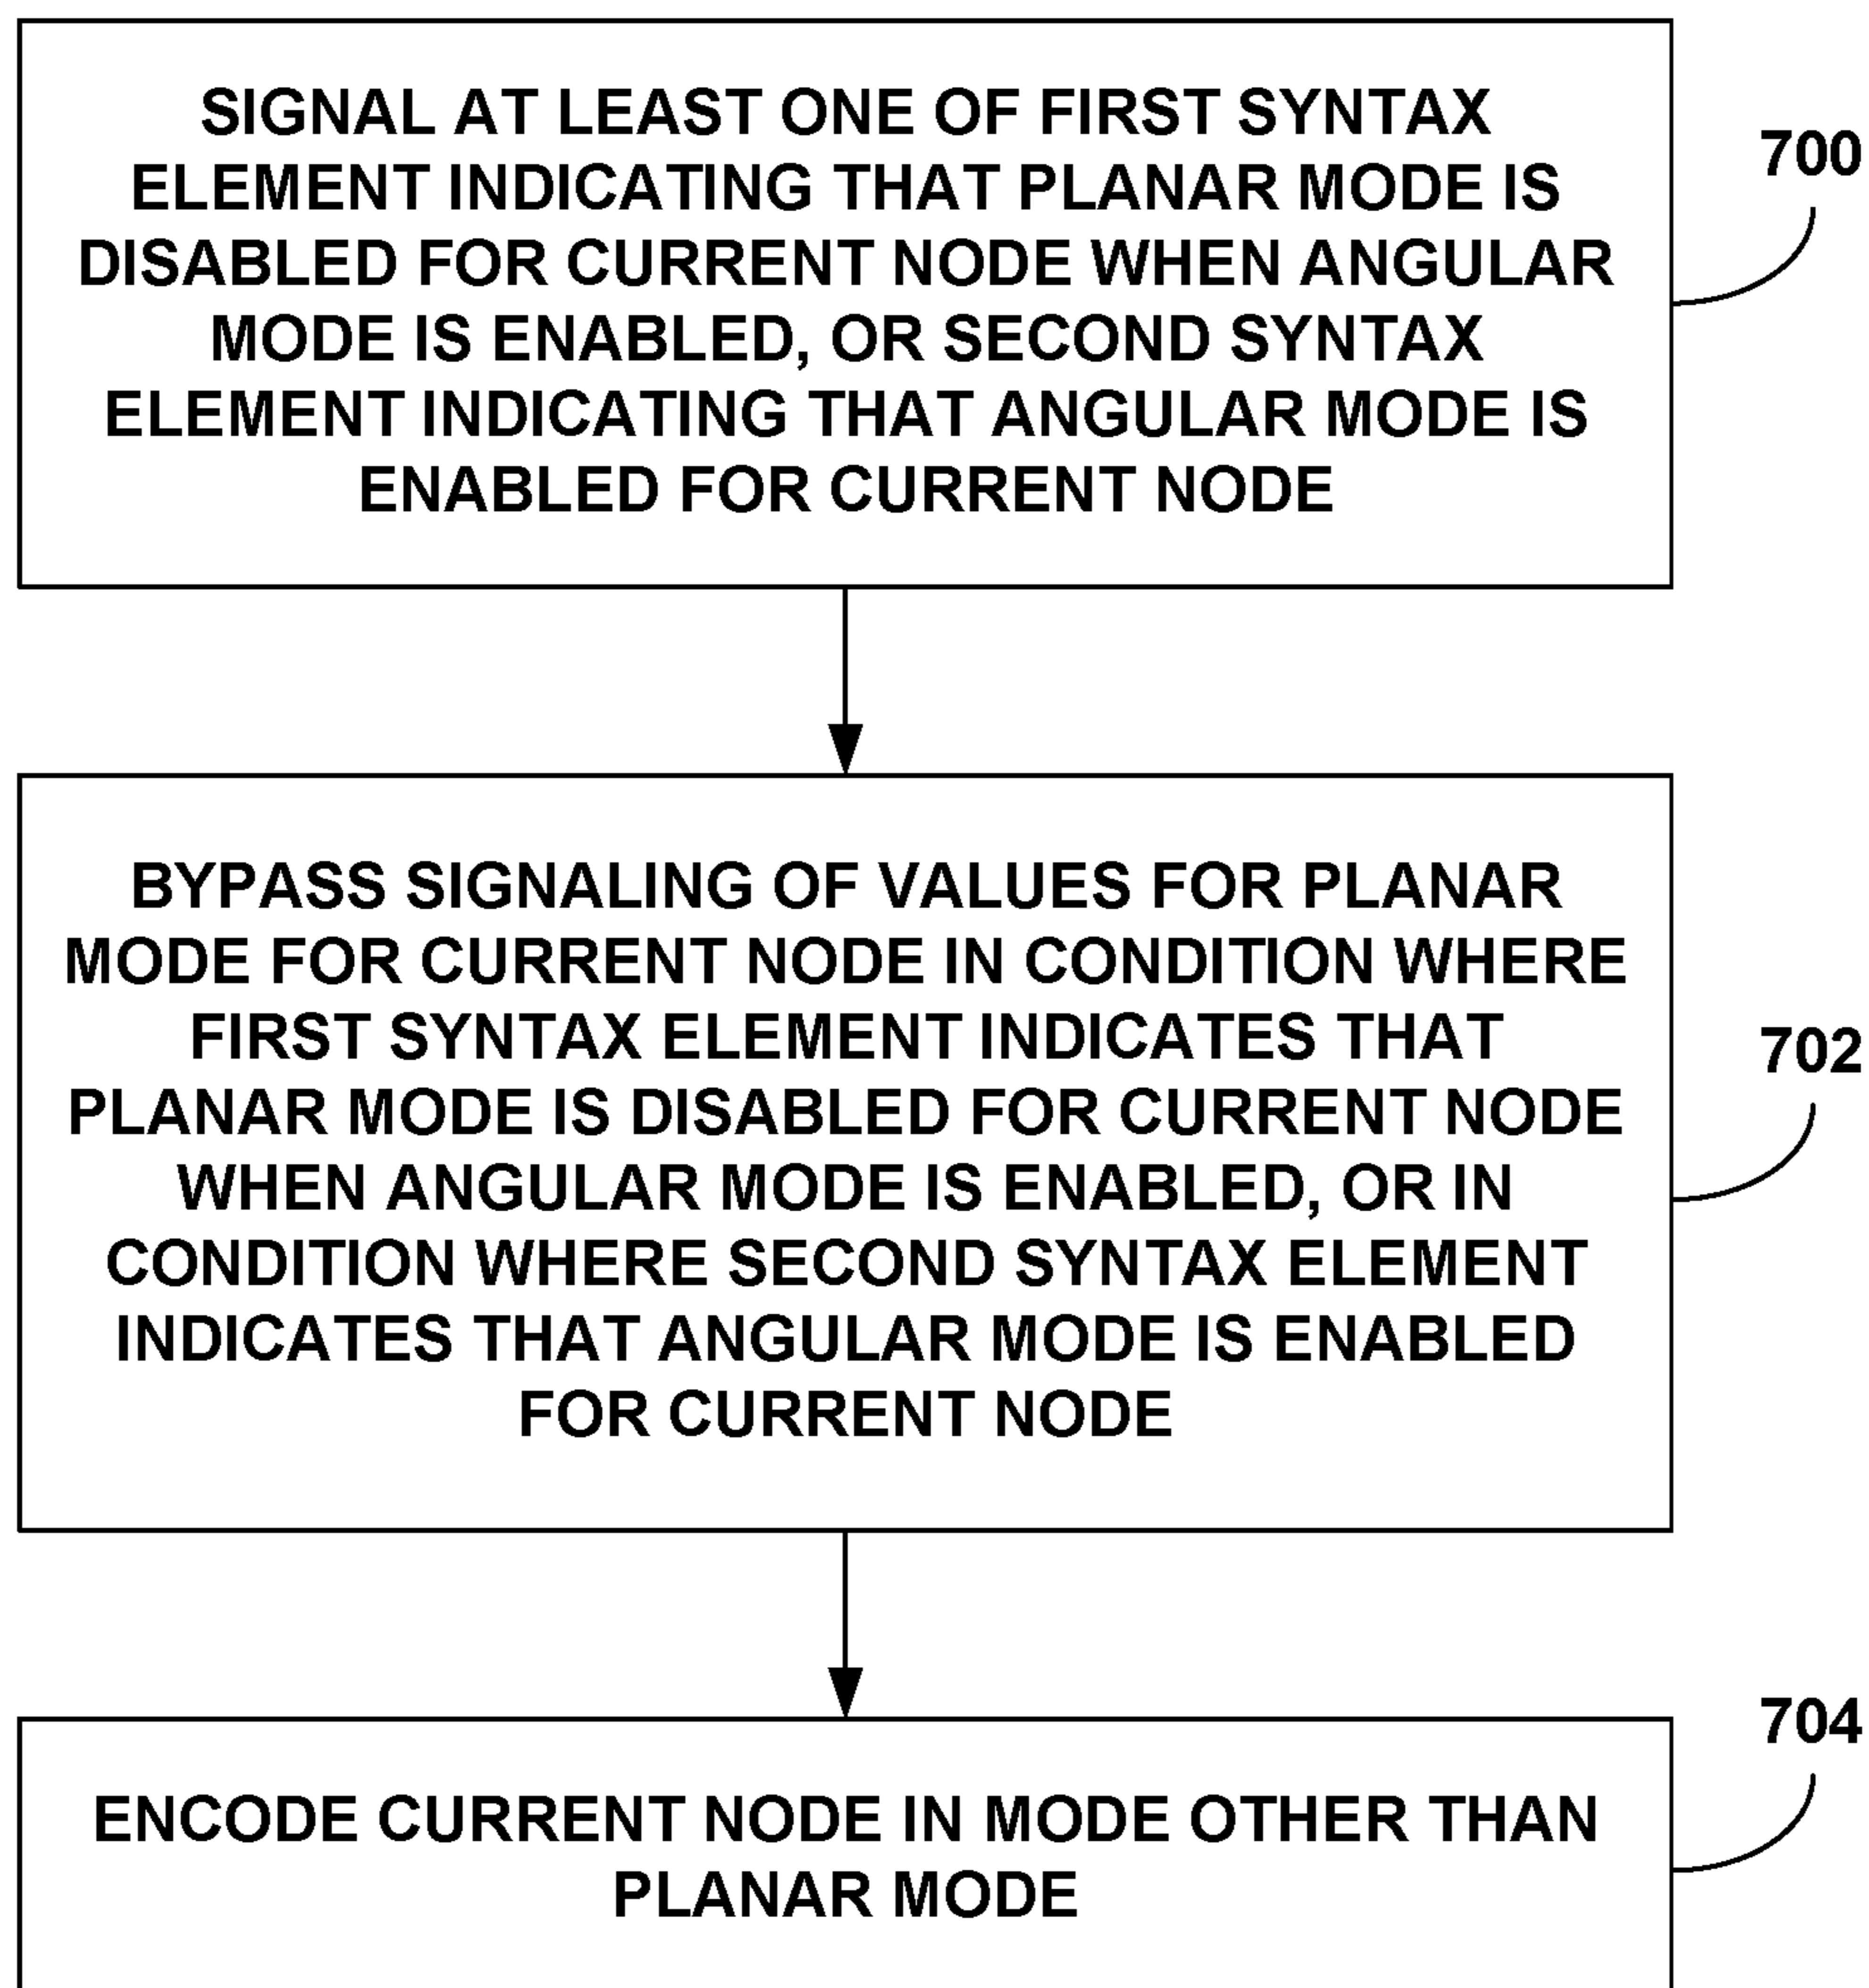 SIGNAL AT LEAST ONE OF FIRST SYNTAX
ELEMENT INDICATING THAT PLANAR MODE IS
DISABLED FOR CURRENT NODE WHEN ANGULAR
MODE IS ENABLED, OR SECOND SYNTAX
ELEMENT INDICATING THAT ANGULAR MODE IS
ENABLED FOR CURRENT NODE
700
BYPASS SIGNALING OF VALUES FOR PLANAR
MODE FOR CURRENT NODE IN CONDITION WHERE
FIRST SYNTAX ELEMENT INDICATES THAT
PLANAR MODE IS DISABLED FOR CURRENT NODE
WHEN ANGULAR MODE IS ENABLED, OR IN
CONDITION WHERE SECOND SYNTAX ELEMENT
INDICATES THAT ANGULAR MODE IS ENABLED
FOR CURRENT NODE
702
ENCODE CURRENT NODE IN MODE OTHER THAN
PLANAR MODE
704